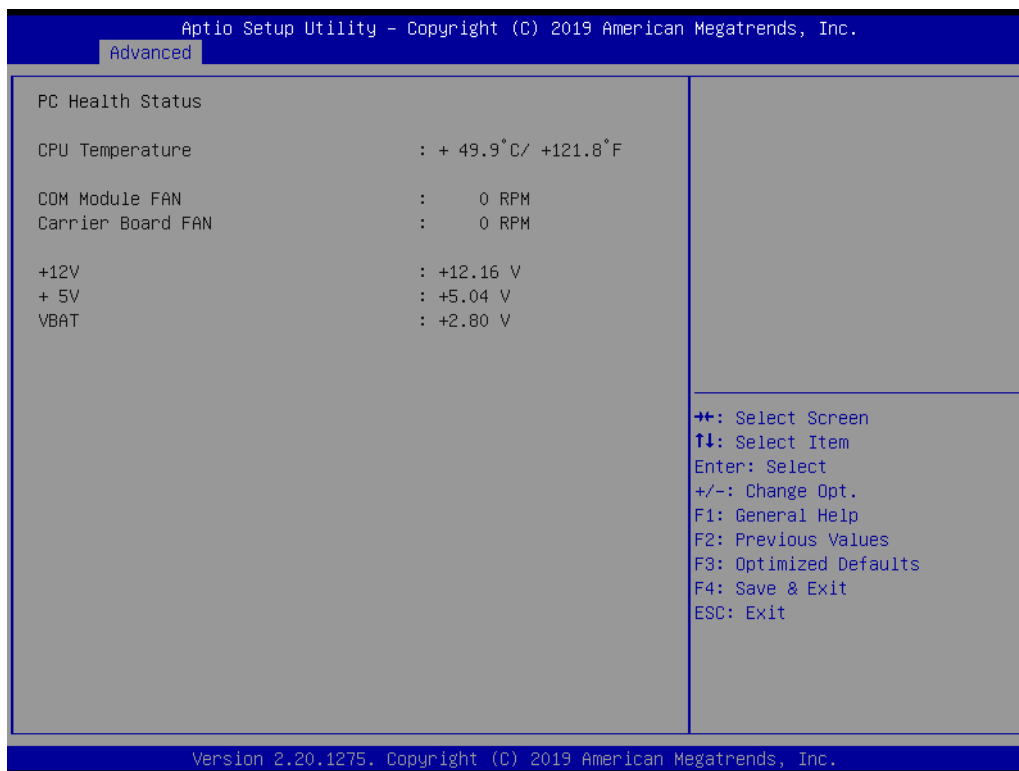 Aptio Setup Utility – Copyright (C) 2019 American Megatrends, Inc.
Advanced
PC Health Status
CPU Temperature : + 49.9°C/ +121.8°F
COM Module FAN : 0 RPM
Carrier Board FAN : 0 RPM
+12V : +12.16 V
+ 5V : +5.04 V
VBAT : +2.80 V
→←: Select Screen
↑↓: Select Item
Enter: Select
+/-: Change Opt.
F1: General Help
F2: Previous Values
F3: Optimized Defaults
F4: Save & Exit
ESC: Exit
Version 2.20.1275. Copyright (C) 2019 American Megatrends, Inc.